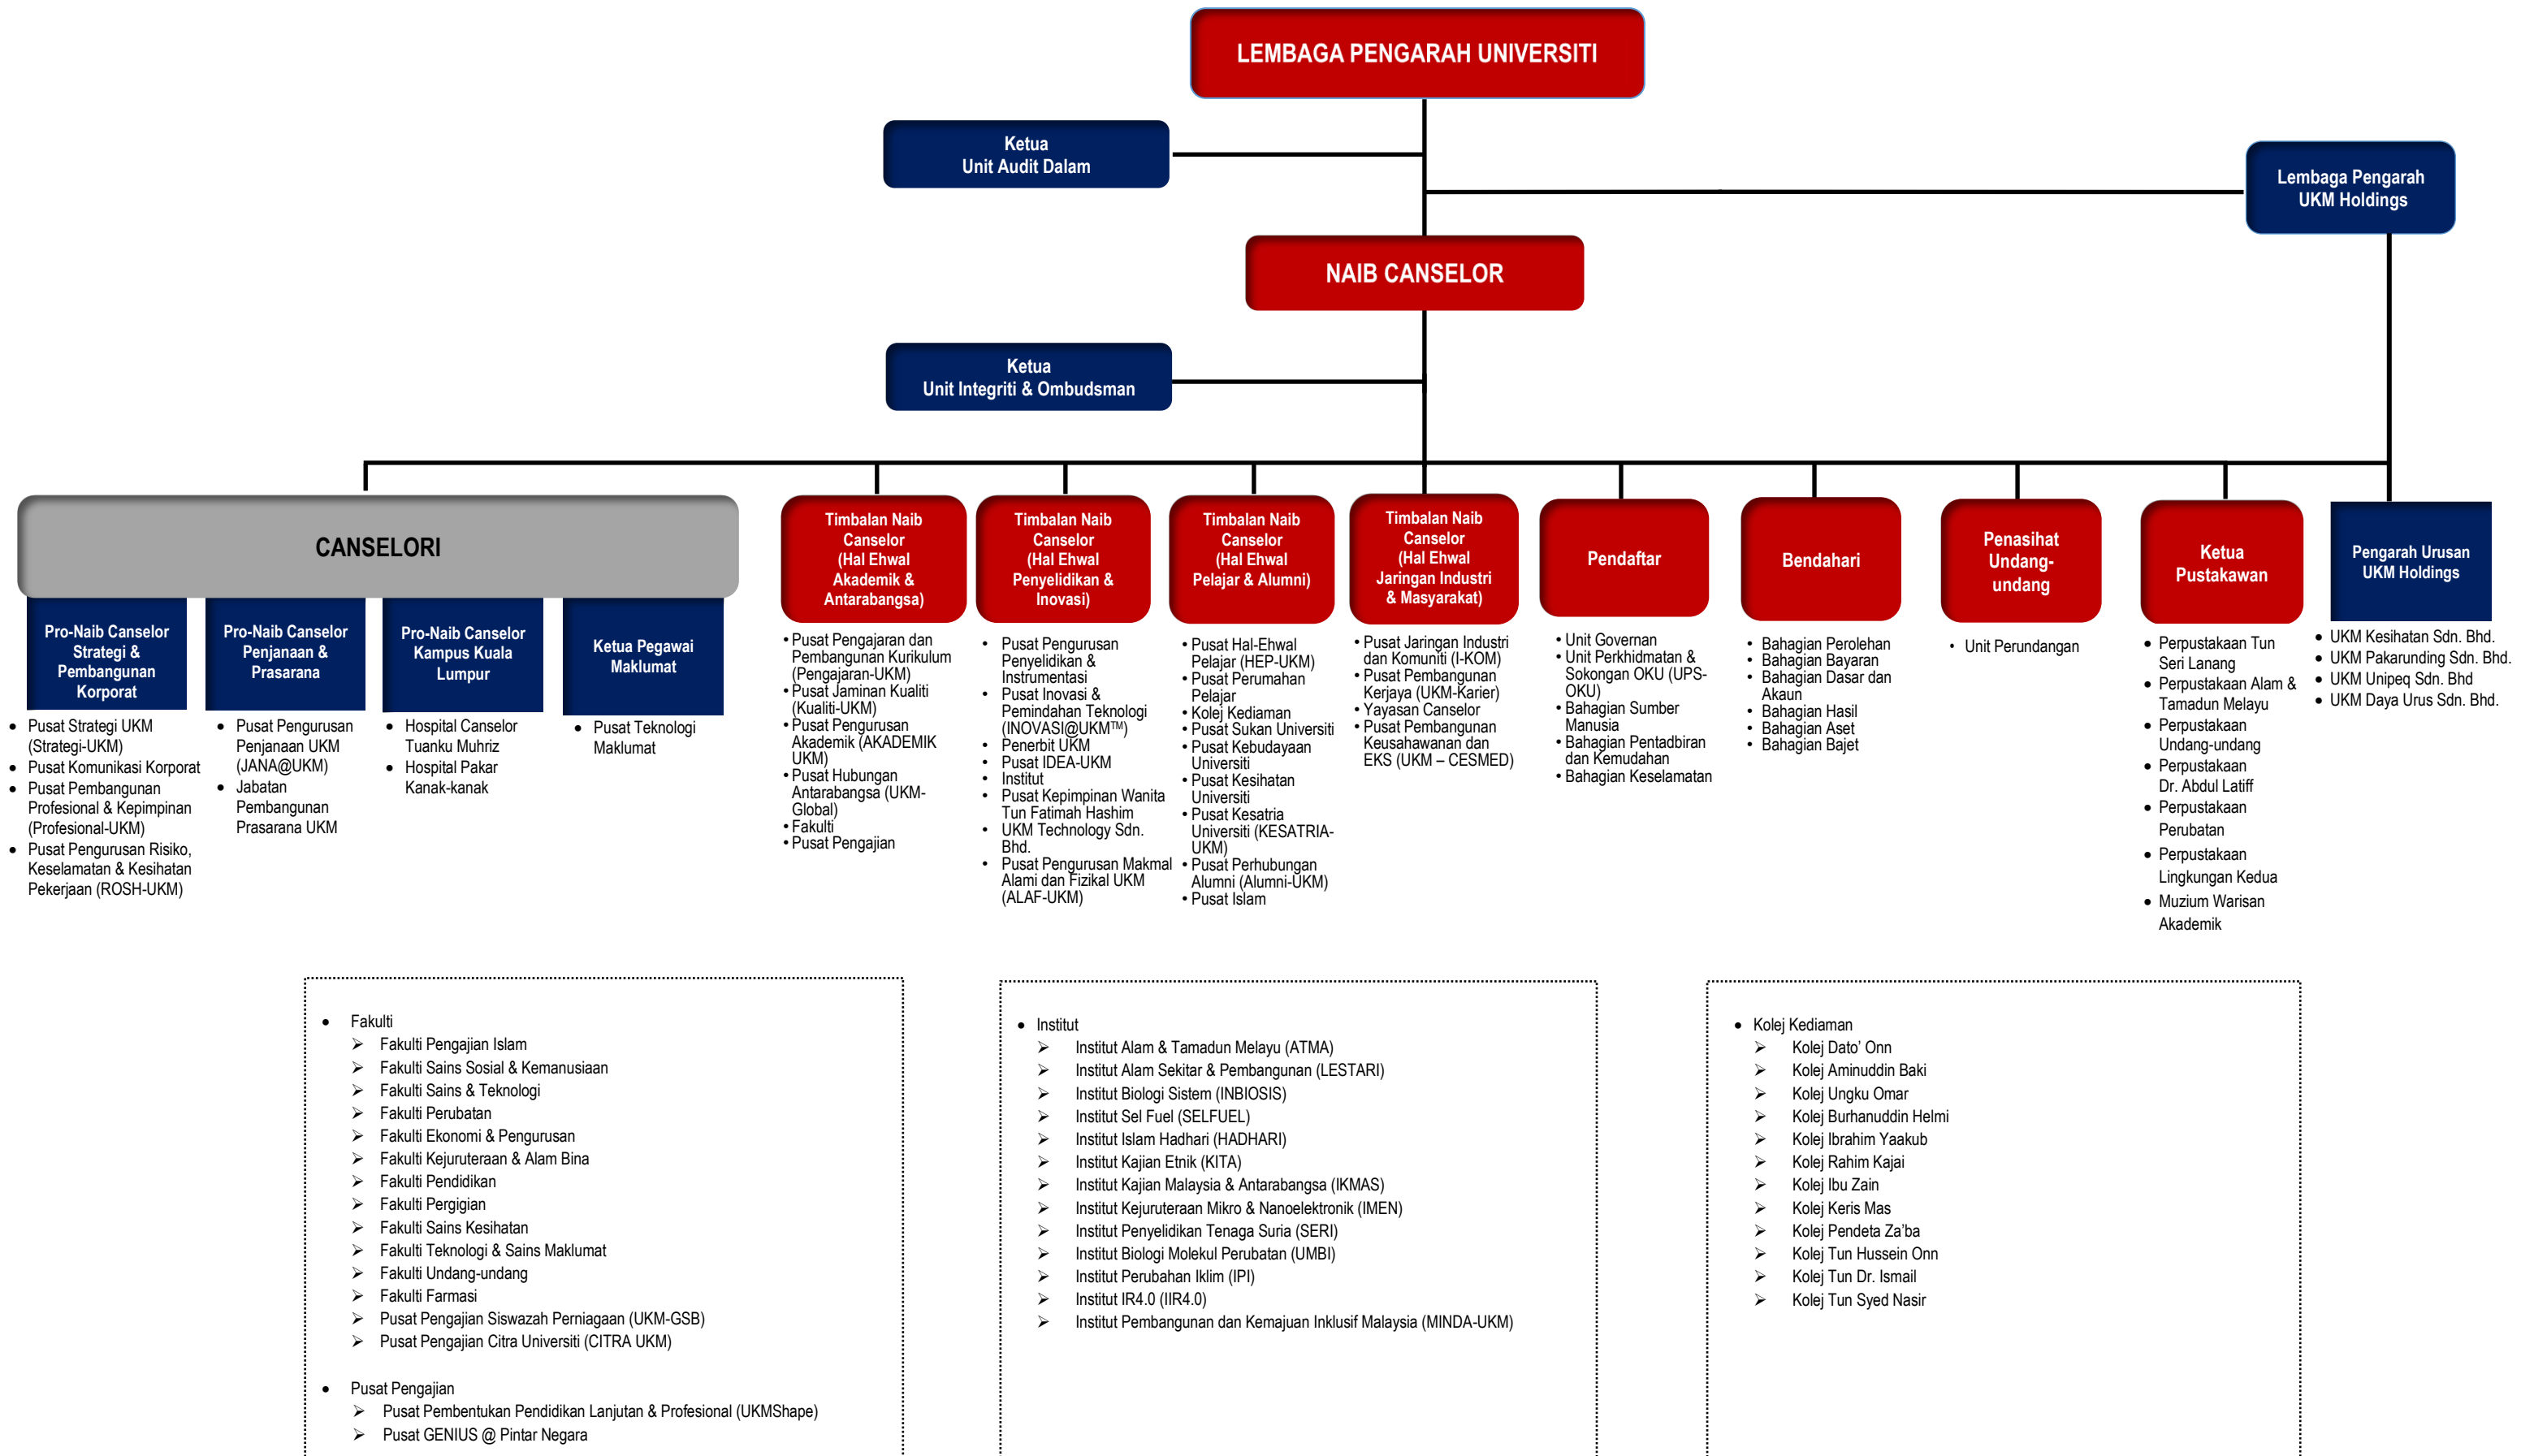 LEMBAGA PENGARAH UNIVERSITI
Ketua
Unit Audit Dalam
Lembaga Pengarah
UKM Holdings
NAIB CANSELOR
Ketua
Unit Integriti & Ombudsman
CANSELORI
Pro-Naib Canselor
Strategi &
Pembangunan
Korporat
• Pusat Strategi UKM
(Strategi-UKM)
• Pusat Komunikasi Korporat
• Pusat Pembangunan
Profesional & Kepimpinan
(Profesional-UKM)
• Pusat Pengurusan Risiko,
Keselamatan & Kesihatan
Pekerjaan (ROSH-UKM)
Pro-Naib Canselor
Penjanaan &
Prasarana
• Pusat Pengurusan
Penjanaan UKM
(JANA@UKM)
• Jabatan
Pembangunan
Prasarana UKM
Pro-Naib Canselor
Kampus Kuala
Lumpur
• Hospital Canselor
Tuanku Muhriz
• Hospital Pakar
Kanak-kanak
Ketua Pegawai
Maklumat
• Pusat Teknologi
Maklumat
Timbalan Naib
Canselor
(Hal Ehwal
Akademik &
Antarabangsa)
• Pusat Pengajaran dan
Pembangunan Kurikulum
(Pengajaran-UKM)
• Pusat Jaminan Kualiti
(Kualiti-UKM)
• Pusat Pengurusan
Akademik (AKADEMIK
UKM)
• Pusat Hubungan
Antarabangsa (UKM-
Global)
• Fakulti
• Pusat Pengajian
Timbalan Naib
Canselor
(Hal Ehwal
Penyelidikan &
Inovasi)
• Pusat Pengurusan
Penyelidikan &
Instrumentasi
• Pusat Inovasi &
Pemindahan Teknologi
(INOVASI@UKM™)
• Penerbit UKM
• Pusat IDEA-UKM
• Institut
• Pusat Kepimpinan Wanita
Tun Fatimah Hashim
• UKM Technology Sdn.
Bhd.
• Pusat Pengurusan Makmal
Alami dan Fizikal UKM
(ALAF-UKM)
Timbalan Naib
Canselor
(Hal Ehwal
Pelajar & Alumni)
• Pusat Hal-Ehwal
Pelajar (HEP-UKM)
• Pusat Perumahan
Pelajar
• Kolej Kediaman
• Pusat Sukan Universiti
• Pusat Kebudayaan
Universiti
• Pusat Kesihatan
Universiti
• Pusat Kesatria
Universiti (KESATRIA-
UKM)
• Pusat Perhubungan
Alumni (Alumni-UKM)
• Pusat Islam
Timbalan Naib
Canselor
(Hal Ehwal
Jaringan Industri
& Masyarakat)
• Pusat Jaringan Industri
dan Komuniti (I-KOM)
• Pusat Pembangunan
Kerjaya (UKM-Karier)
• Yayasan Canselor
• Pusat Pembangunan
Keusahawanan dan
EKS (UKM – CESMED)
Pendaftar
• Unit Governan
• Unit Perkhidmatan &
Sokongan OKU (UPS-
OKU)
• Bahagian Sumber
Manusia
• Bahagian Pentadbiran
dan Kemudahan
• Bahagian Keselamatan
Bendahari
• Bahagian Perolehan
• Bahagian Bayaran
• Bahagian Dasar dan
Akaun
• Bahagian Hasil
• Bahagian Aset
• Bahagian Bajet
Penasihat
Undang-
undang
• Unit Perundangan
Ketua
Pustakawan
• Perpustakaan Tun
Seri Lanang
• Perpustakaan Alam &
Tamadun Melayu
• Perpustakaan
Undang-undang
• Perpustakaan
Dr. Abdul Latiff
• Perpustakaan
Perubatan
• Perpustakaan
Lingkungan Kedua
• Muzium Warisan
Akademik
Pengarah Urusan
UKM Holdings
• UKM Kesihatan Sdn. Bhd.
• UKM Pakarunding Sdn. Bhd.
• UKM Unipeq Sdn. Bhd
• UKM Daya Urus Sdn. Bhd.
• Fakulti
➢ Fakulti Pengajian Islam
➢ Fakulti Sains Sosial & Kemanusiaan
➢ Fakulti Sains & Teknologi
➢ Fakulti Perubatan
➢ Fakulti Ekonomi & Pengurusan
➢ Fakulti Kejuruteraan & Alam Bina
➢ Fakulti Pendidikan
➢ Fakulti Pergigian
➢ Fakulti Sains Kesihatan
➢ Fakulti Teknologi & Sains Maklumat
➢ Fakulti Undang-undang
➢ Fakulti Farmasi
➢ Pusat Pengajian Siswazah Perniagaan (UKM-GSB)
➢ Pusat Pengajian Citra Universiti (CITRA UKM)
• Pusat Pengajian
➢ Pusat Pembentukan Pendidikan Lanjutan & Profesional (UKMShape)
➢ Pusat GENIUS @ Pintar Negara
• Institut
➢ Institut Alam & Tamadun Melayu (ATMA)
➢ Institut Alam Sekitar & Pembangunan (LESTARI)
➢ Institut Biologi Sistem (INBIOSIS)
➢ Institut Sel Fuel (SELFUEL)
➢ Institut Islam Hadhari (HADHARI)
➢ Institut Kajian Etnik (KITA)
➢ Institut Kajian Malaysia & Antarabangsa (IKMAS)
➢ Institut Kejuruteraan Mikro & Nanoelektronik (IMEN)
➢ Institut Penyelidikan Tenaga Suria (SERI)
➢ Institut Biologi Molekul Perubatan (UMBI)
➢ Institut Perubahan Iklim (IPI)
➢ Institut IR4.0 (IIR4.0)
➢ Institut Pembangunan dan Kemajuan Inklusif Malaysia (MINDA-UKM)
• Kolej Kediaman
➢ Kolej Dato’ Onn
➢ Kolej Aminuddin Baki
➢ Kolej Ungku Omar
➢ Kolej Burhanuddin Helmi
➢ Kolej Ibrahim Yaakub
➢ Kolej Rahim Kajai
➢ Kolej Ibu Zain
➢ Kolej Keris Mas
➢ Kolej Pendeta Za’ba
➢ Kolej Tun Hussein Onn
➢ Kolej Tun Dr. Ismail
➢ Kolej Tun Syed Nasir